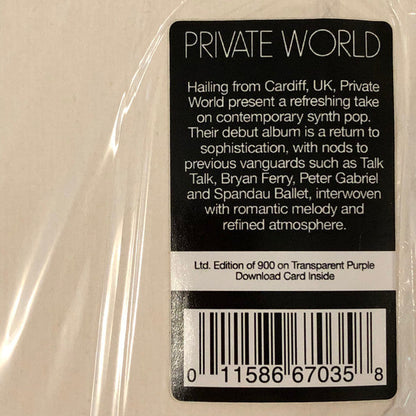 PRIVATE WORLD
Hailing from Cardiff, UK, Private
World present a refreshing take
on contemporary synth pop.
Their debut album is a return to
sophistication, with nods to
previous vanguards such as Talk
Talk, Bryan Ferry, Peter Gabriel
and Spandau Ballet, interwoven
with romantic melody and
refined atmosphere.
Ltd. Edition of 900 on Transparent Purple
Download Card Inside
0 11586 67035 8